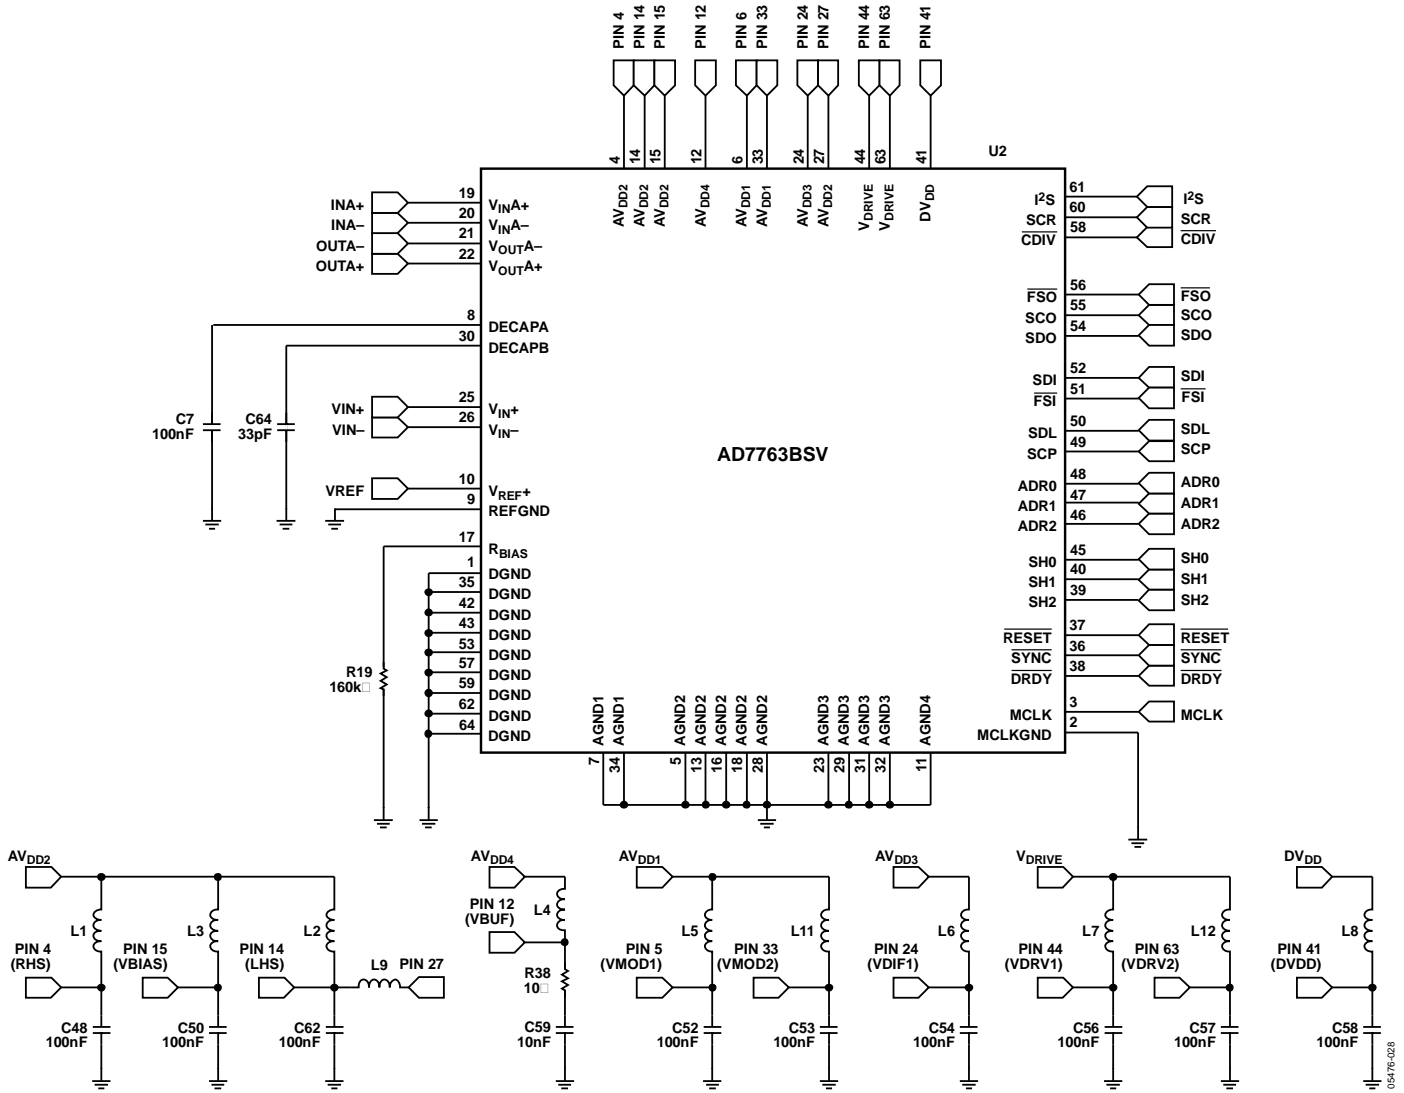 PIN 4
PIN 14
PIN 15
PIN 12
PIN 6
PIN 33
PIN 24
PIN 27
PIN 44
PIN 63
PIN 41
4
14
15
12
6
33
24
27
44
63
41
U2
AVDD2
AVDD2
AVDD2
AVDD4
AVDD1
AVDD1
AVDD3
AVDD2
VDRIVE
VDRIVE
DVDD
INA+ 19 VINA+
INA– 20 VINA–
OUTA– 21 VOUTA–
OUTA+ 22 VOUTA+
8 DECAPA
30 DECAPB
C7
100nF
C64
33pF
VIN+ 25 VIN+
VIN– 26 VIN–
VREF 10 VREF+
9 REFGND
17 RBIAS
1 DGND
35 DGND
42 DGND
43 DGND
53 DGND
57 DGND
59 DGND
62 DGND
64 DGND
R19
160k□
AD7763BSV
I²S 61 I²S
SCR 60 SCR
CDIV 58 CDIV
FSO 56 FSO
SCO 55 SCO
SDO 54 SDO
SDI 52 SDI
FSI 51 FSI
SDL 50 SDL
SCP 49 SCP
ADR0 48 ADR0
ADR1 47 ADR1
ADR2 46 ADR2
SH0 45 SH0
SH1 40 SH1
SH2 39 SH2
RESET 37 RESET
SYNC 36 SYNC
DRDY 38 DRDY
MCLK 3 MCLK
MCLKGND 2
AGND1
AGND1
AGND2
AGND2
AGND2
AGND2
AGND2
AGND3
AGND3
AGND3
AGND3
AGND4
7
34
5
13
16
18
28
23
29
31
32
11
AVDD2
L1
L3
L2
PIN 4
(RHS)
PIN 15
(VBIAS)
PIN 14
(LHS)
L9
PIN 27
C48
100nF
C50
100nF
C62
100nF
AVDD4
L4
PIN 12
(VBUF)
R38
10□
C59
10nF
AVDD1
L5
L11
PIN 5
(VMOD1)
PIN 33
(VMOD2)
C52
100nF
C53
100nF
AVDD3
L6
PIN 24
(VDIF1)
C54
100nF
VDRIVE
L7
L12
PIN 44
(VDRV1)
PIN 63
(VDRV2)
C56
100nF
C57
100nF
DVDD
L8
PIN 41
(DVDD)
C58
100nF
05476-028